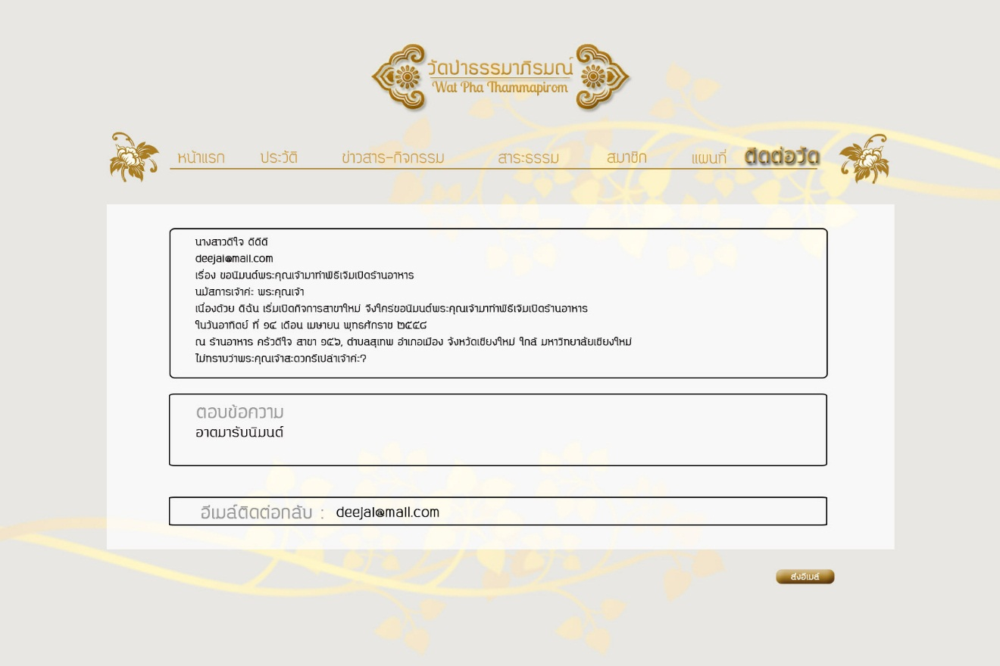 วัดป่าธรรมาภิรมณ์
Wat Pha Thammapirom
หน้าแรก ประวัติ ข่าวสาร-กิจกรรม สาระธรรม สมาชิก แผนที่ ติดต่อวัด
นางสาวดีใจ ดีดีดี
deejai@mail.com
เรื่อง ขอนิมนต์พระคุณเจ้ามาทำพิธีเจิมเปิดร้านอาหาร
นมัสการเจ้าค่ะ พระคุณเจ้า
เนื่องด้วย ดิฉัน เริ่มเปิดกิจการสาขาใหม่ จึงใคร่ขอนิมนต์พระคุณเจ้ามาทำพิธีเจิมเปิดร้านอาหาร
ในวันอาทิตย์ ที่ ๑๔ เดือน เมษายน พุทธศักราช ๒๕๕๘
ณ ร้านอาหาร ครัวดีใจ สาขา ๑๕๖, ตำบลสุเทพ อำเภอเมือง จังหวัดเชียงใหม่ ใกล้ มหาวิทยาลัยเชียงใหม่
ไม่ทราบว่าพระคุณเจ้าสะดวกรึเปล่าเจ้าค่ะ?
ตอบข้อความ
อาตมารับนิมนต์
อีเมล์ติดต่อกลับ : deejai@mail.com
ส่งอีเมล์